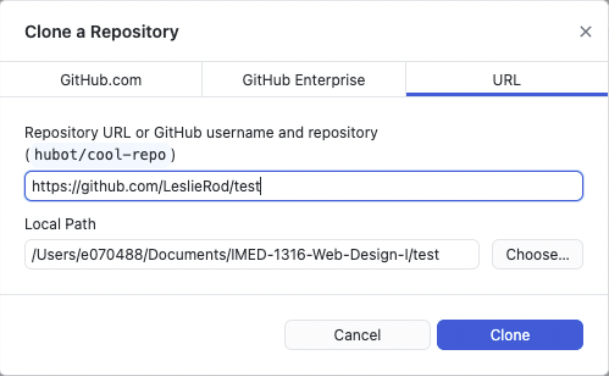 Clone a Repository
GitHub.com
GitHub Enterprise
URL
Repository URL or GitHub username and repository
( hubot/cool-repo )
https://github.com/LeslieRod/test
Local Path
/Users/e070488/Documents/IMED-1316-Web-Design-I/test
Choose...
Cancel
Clone